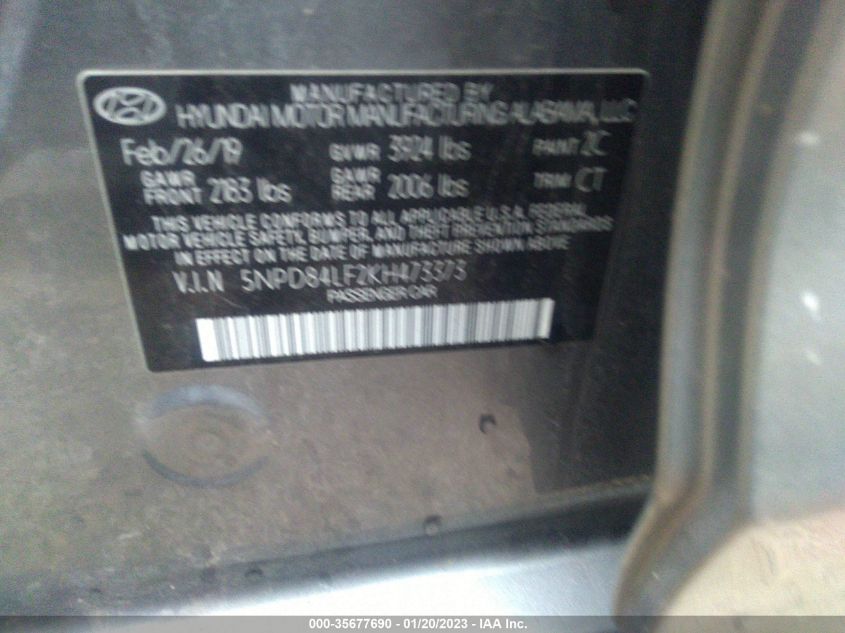 MANUFACTURED BY
HYUNDAI MOTOR MANUFACTURING ALABAMA, LLC
Feb/26/19 GVWR 3924 lbs PAINT 2C
GAWR FRONT 2183 lbs GAWR REAR 2006 lbs TRIM CT
THIS VEHICLE CONFORMS TO ALL APPLICABLE U.S.A. FEDERAL
MOTOR VEHICLE SAFETY, BUMPER, AND THEFT PREVENTION STANDARDS
IN EFFECT ON THE DATE OF MANUFACTURE SHOWN ABOVE
V.I.N 5NPD84LF2KH473373
PASSENGER CAR
000-35677690 - 01/20/2023 - IAA Inc.